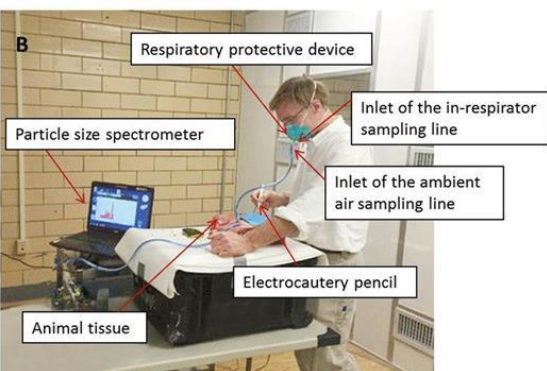 B
Respiratory protective device
Inlet of the in-respirator
sampling line
Particle size spectrometer
Inlet of the ambient
air sampling line
Electrocautery pencil
Animal tissue